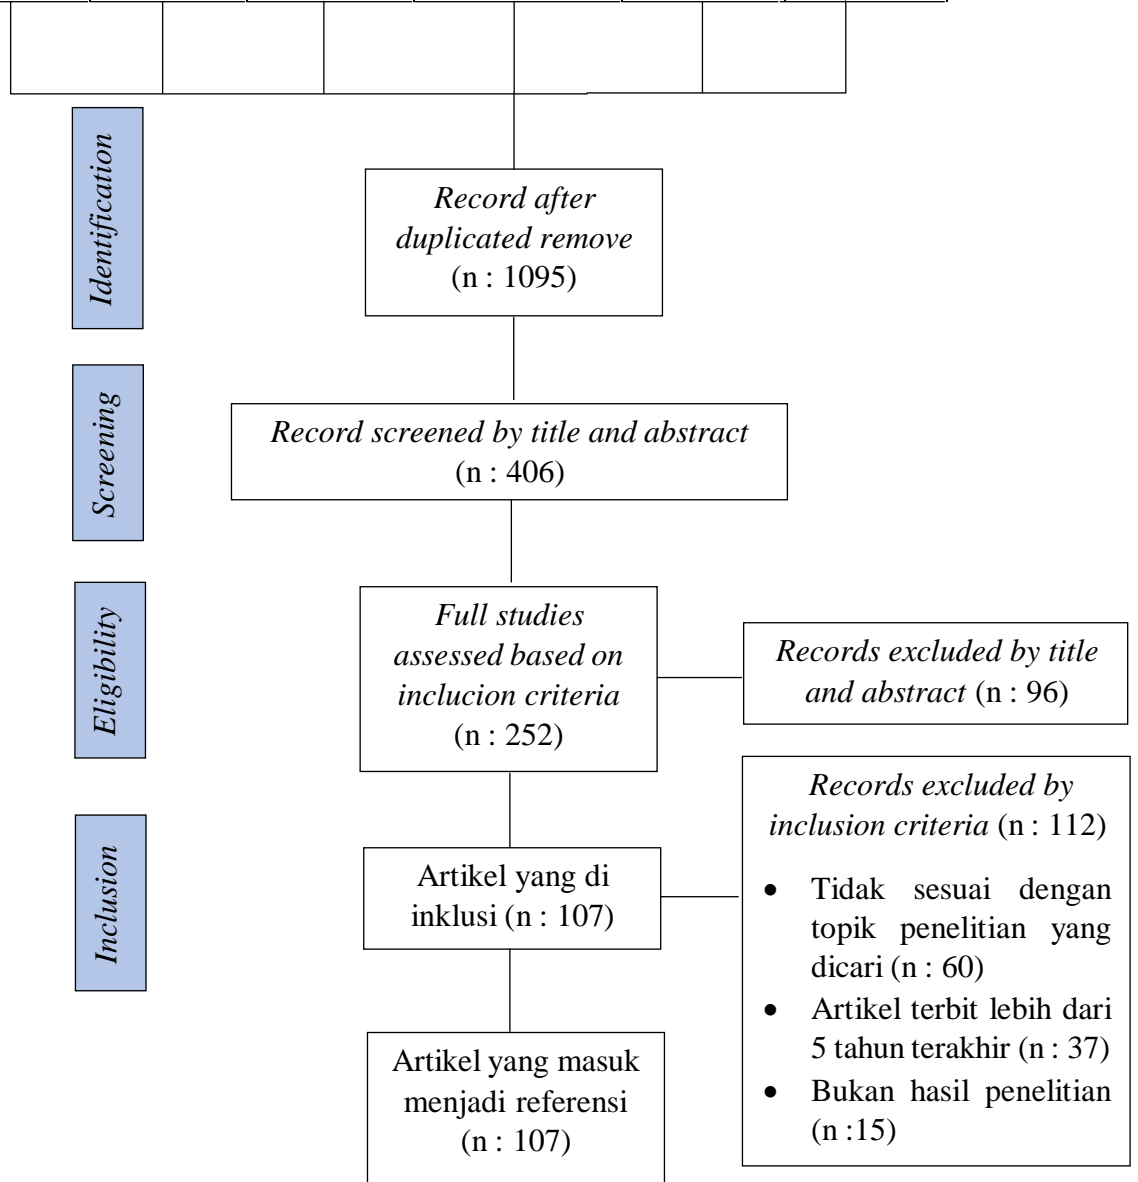 Identification
Record after
duplicated remove
(n : 1095)
Screening
Record screened by title and abstract
(n : 406)
Eligibility
Full studies
assessed based on
inclucion criteria
(n : 252)
Records excluded by title
and abstract (n : 96)
Inclusion
Artikel yang di
inklusi (n : 107)
Records excluded by
inclusion criteria (n : 112)
• Tidak sesuai dengan
topik penelitian yang
dicari (n : 60)
• Artikel terbit lebih dari
5 tahun terakhir (n : 37)
• Bukan hasil penelitian
(n :15)
Artikel yang masuk
menjadi referensi
(n : 107)